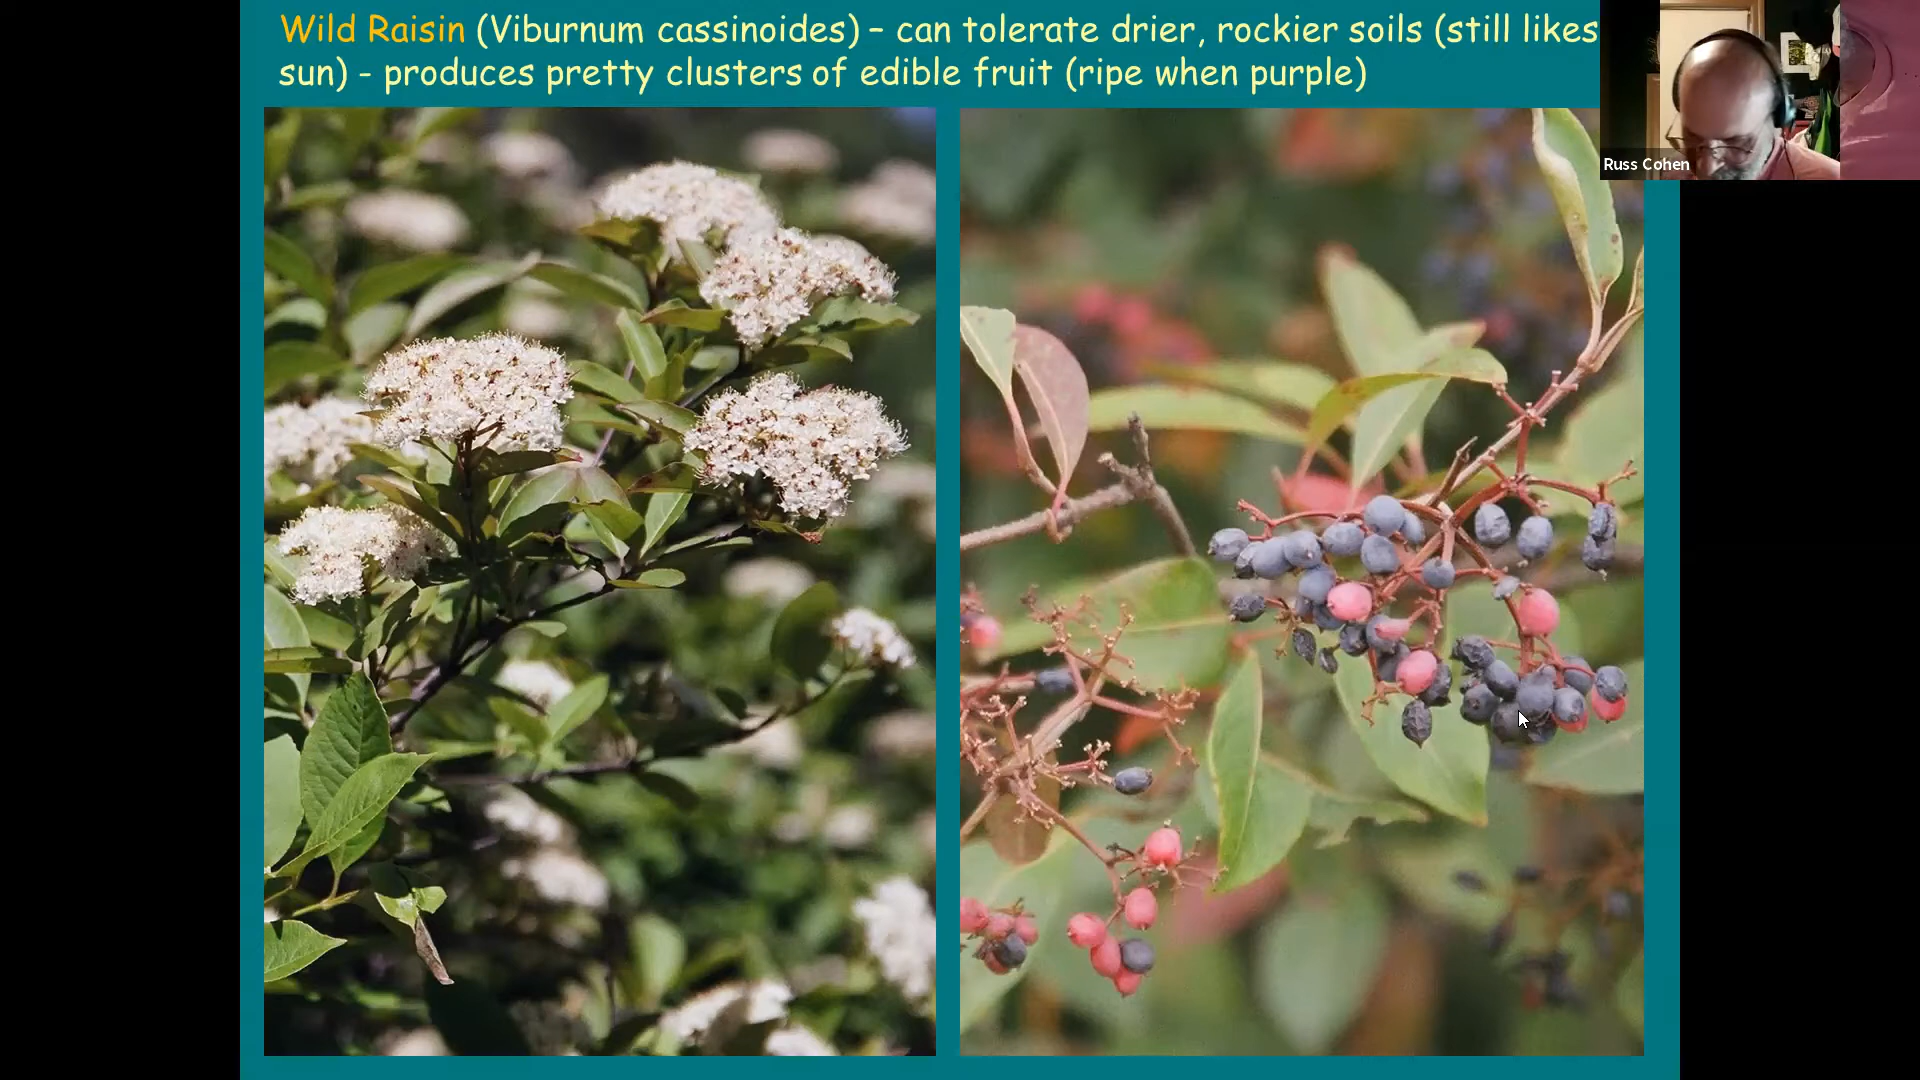 Wild Raisin (Viburnum cassinoides) – can tolerate drier, rockier soils (still likes
sun) - produces pretty clusters of edible fruit (ripe when purple)
Russ Cohen